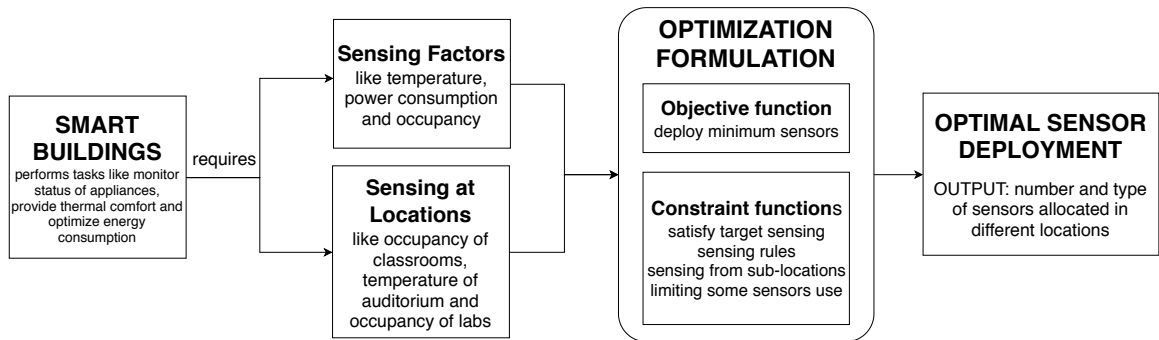 SMART
BUILDINGS
performs tasks like monitor
status of appliances,
provide thermal comfort and
optimize energy
consumption
requires
Sensing Factors
like temperature,
power consumption
and occupancy
Sensing at
Locations
like occupancy of
classrooms,
temperature of
auditorium and
occupancy of labs
OPTIMIZATION
FORMULATION
Objective function
deploy minimum sensors
Constraint functions
satisfy target sensing
sensing rules
sensing from sub-locations
limiting some sensors use
OPTIMAL SENSOR
DEPLOYMENT
OUTPUT: number and type
of sensors allocated in
different locations